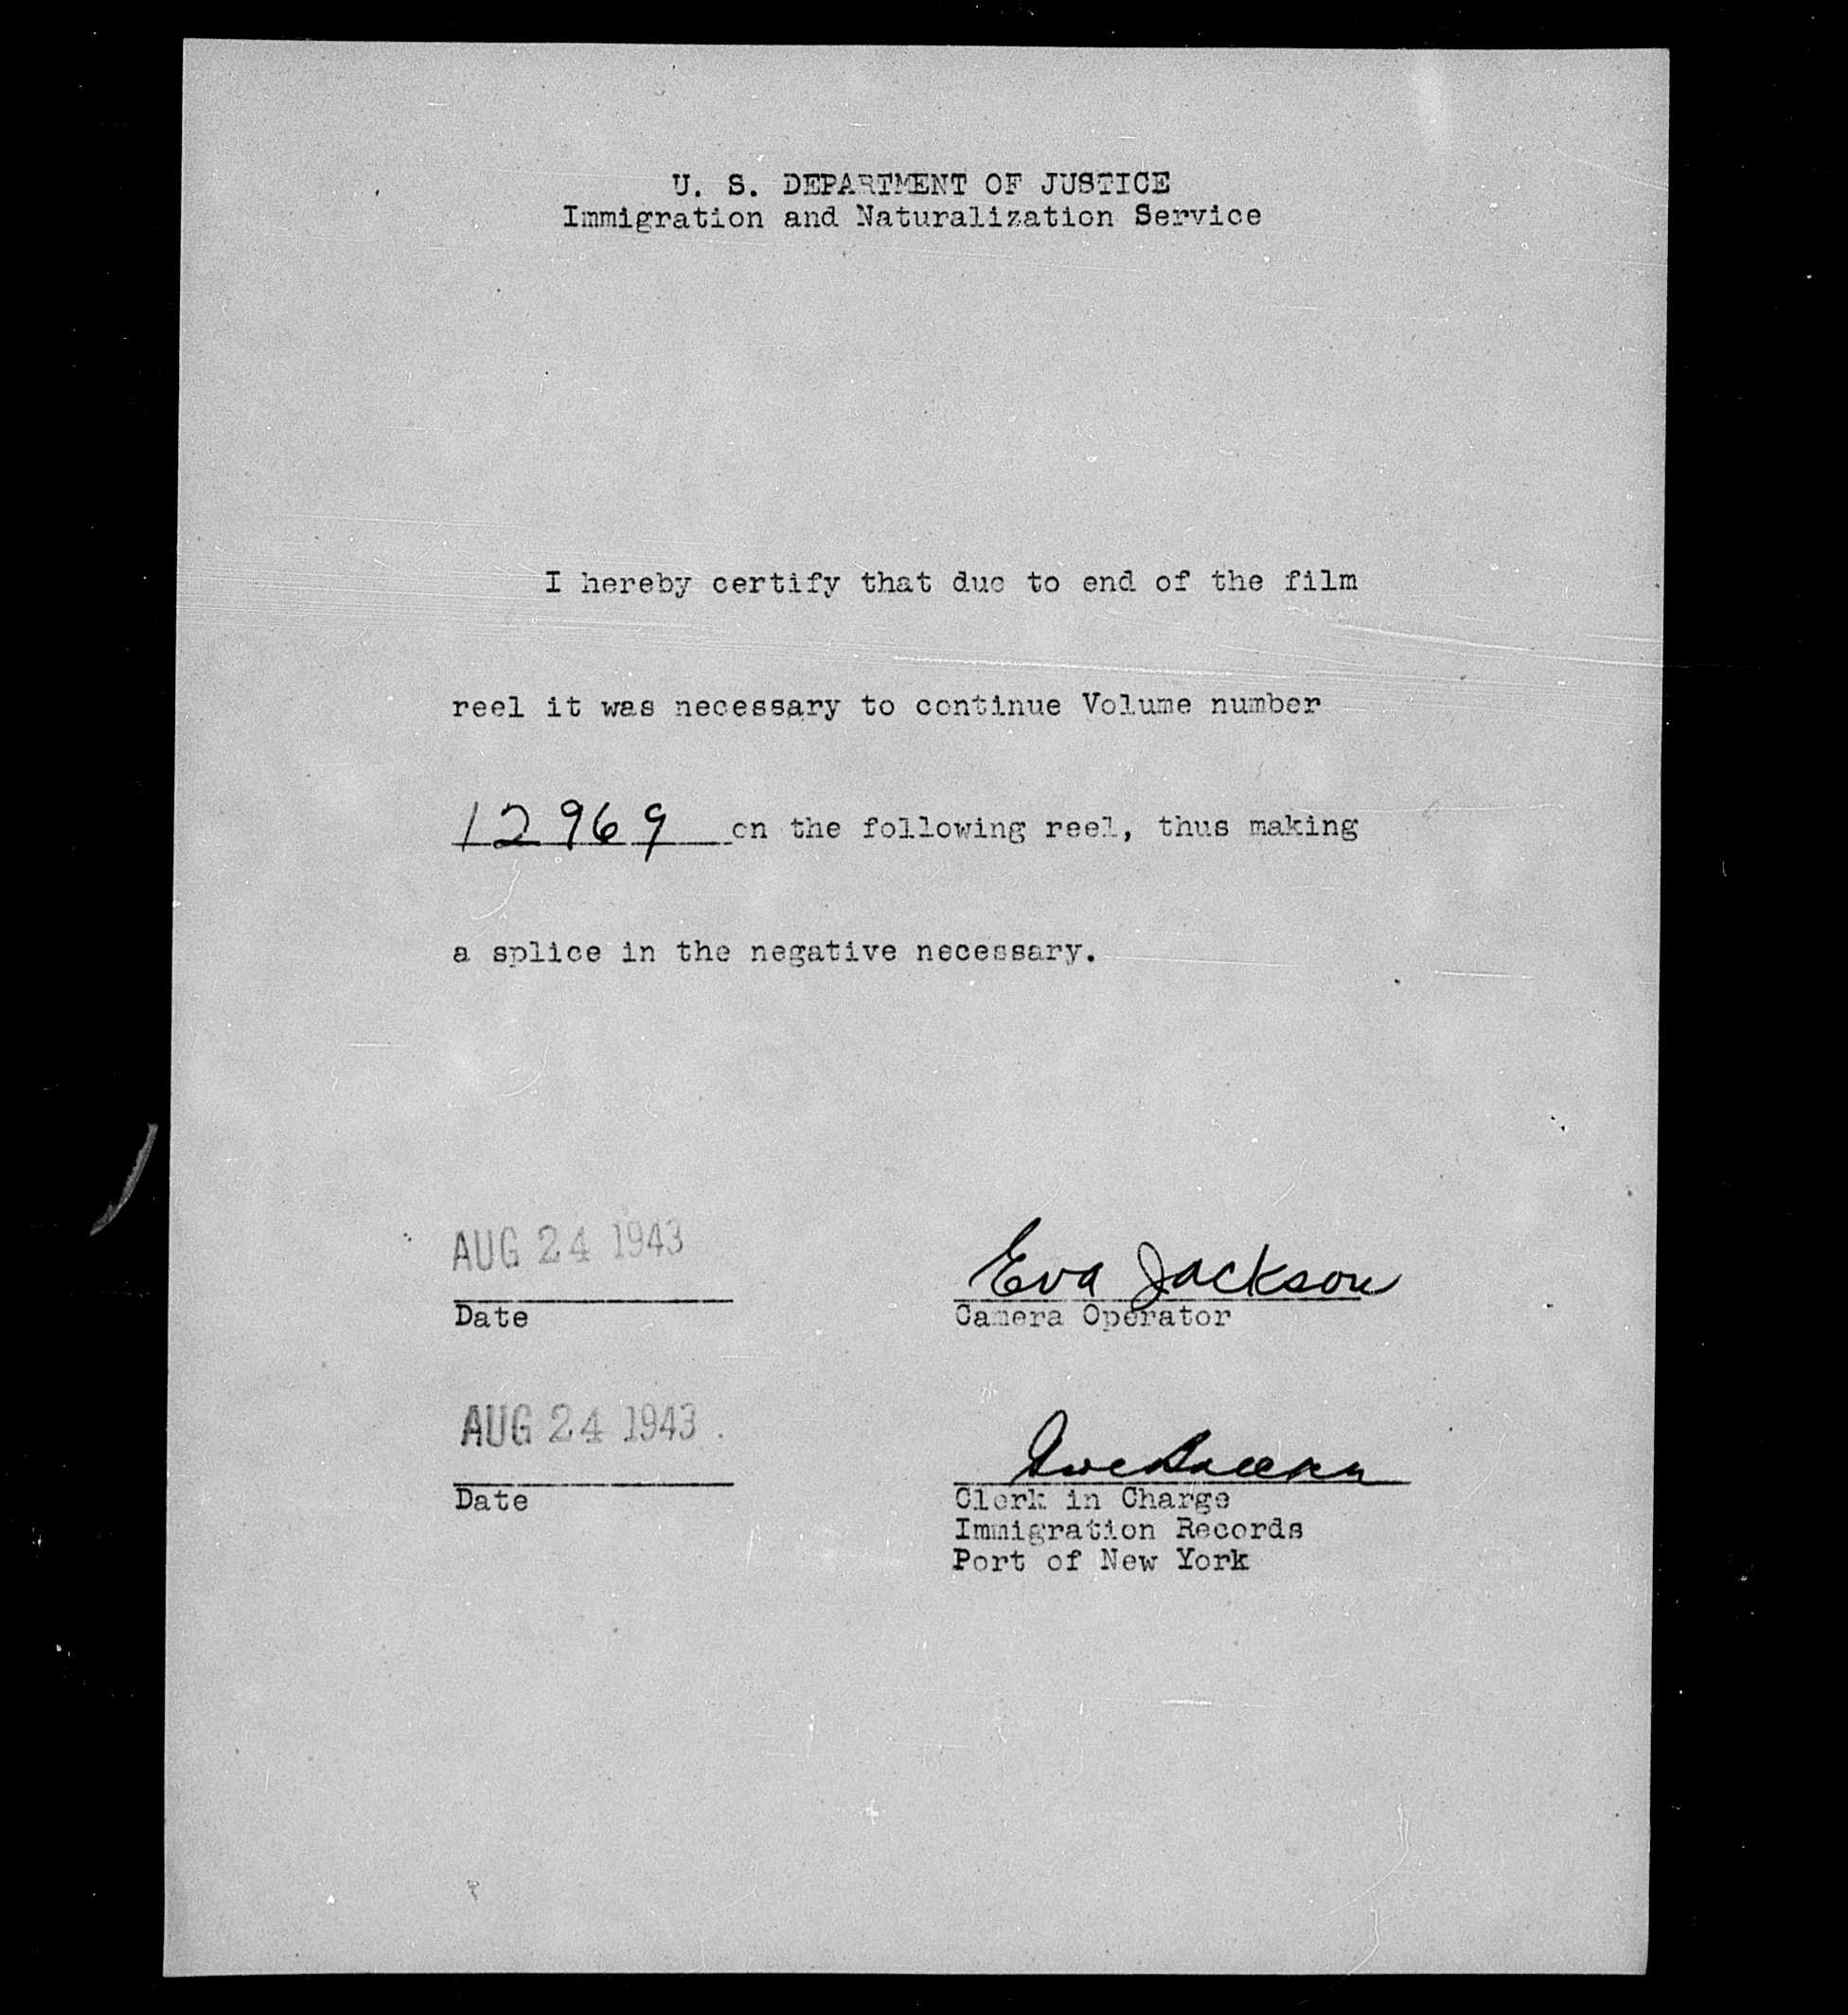 U. S. DEPARTMENT OF JUSTICE
Immigration and Naturalization Service
I hereby certify that due to end of the film
reel it was necessary to continue Volume number
12969 on the following reel, thus making
a splice in the negative necessary.
AUG 24 1943
Eva Jackson
Date
Camera Operator
AUG 24 1943
Date
Clerk in Charge
Immigration Records
Port of New York